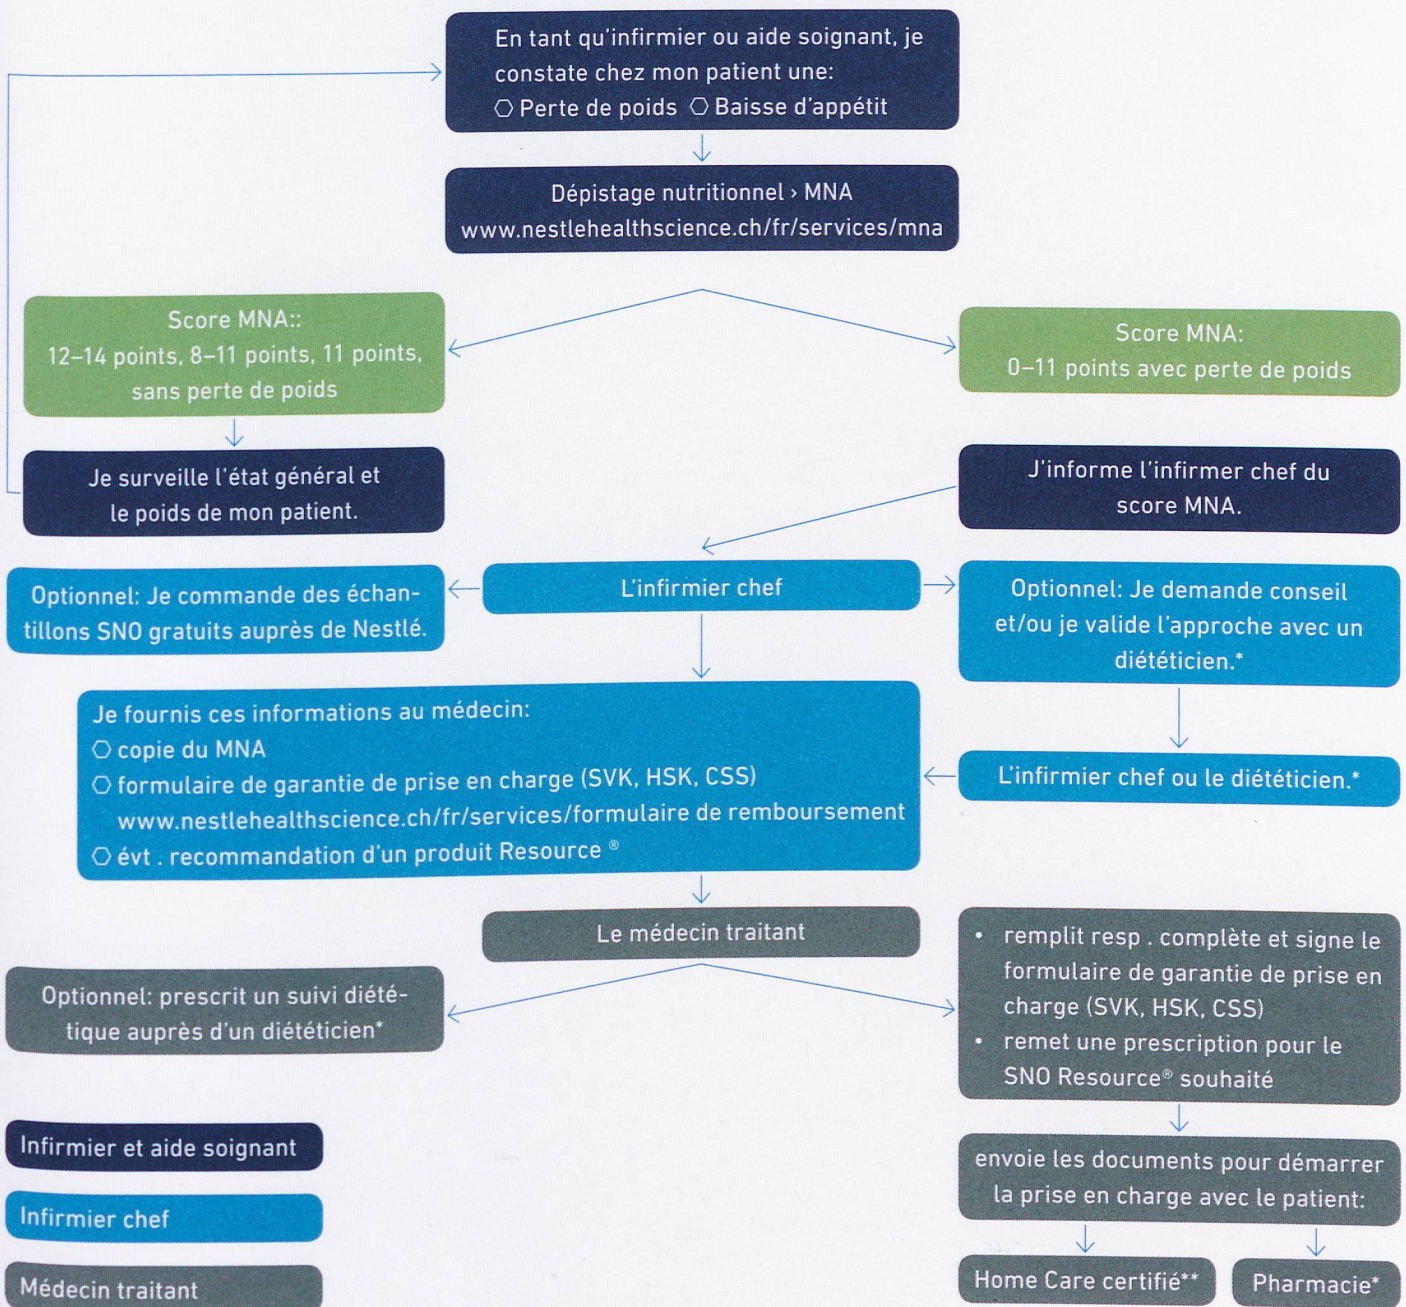 En tant qu'infirmier ou aide soignant, je
constate chez mon patient une:
⬡ Perte de poids ⬡ Baisse d'appétit
Dépistage nutritionnel › MNA
www.nestlehealthscience.ch/fr/services/mna
Score MNA::
12–14 points, 8–11 points, 11 points,
sans perte de poids
Score MNA:
0–11 points avec perte de poids
Je surveille l'état général et
le poids de mon patient.
J'informe l'infirmer chef du
score MNA.
Optionnel: Je commande des échan-
tillons SNO gratuits auprès de Nestlé.
L'infirmier chef
Optionnel: Je demande conseil
et/ou je valide l'approche avec un
diététicien.*
Je fournis ces informations au médecin:
⬡ copie du MNA
⬡ formulaire de garantie de prise en charge (SVK, HSK, CSS)
www.nestlehealthscience.ch/fr/services/formulaire de remboursement
⬡ évt . recommandation d'un produit Resource ®
L'infirmier chef ou le diététicien.*
Le médecin traitant
Optionnel: prescrit un suivi diété-
tique auprès d'un diététicien*
• remplit resp . complète et signe le
formulaire de garantie de prise en
charge (SVK, HSK, CSS)
• remet une prescription pour le
SNO Resource® souhaité
envoie les documents pour démarrer
la prise en charge avec le patient:
Home Care certifié**
Pharmacie*
Infirmier et aide soignant
Infirmier chef
Médecin traitant